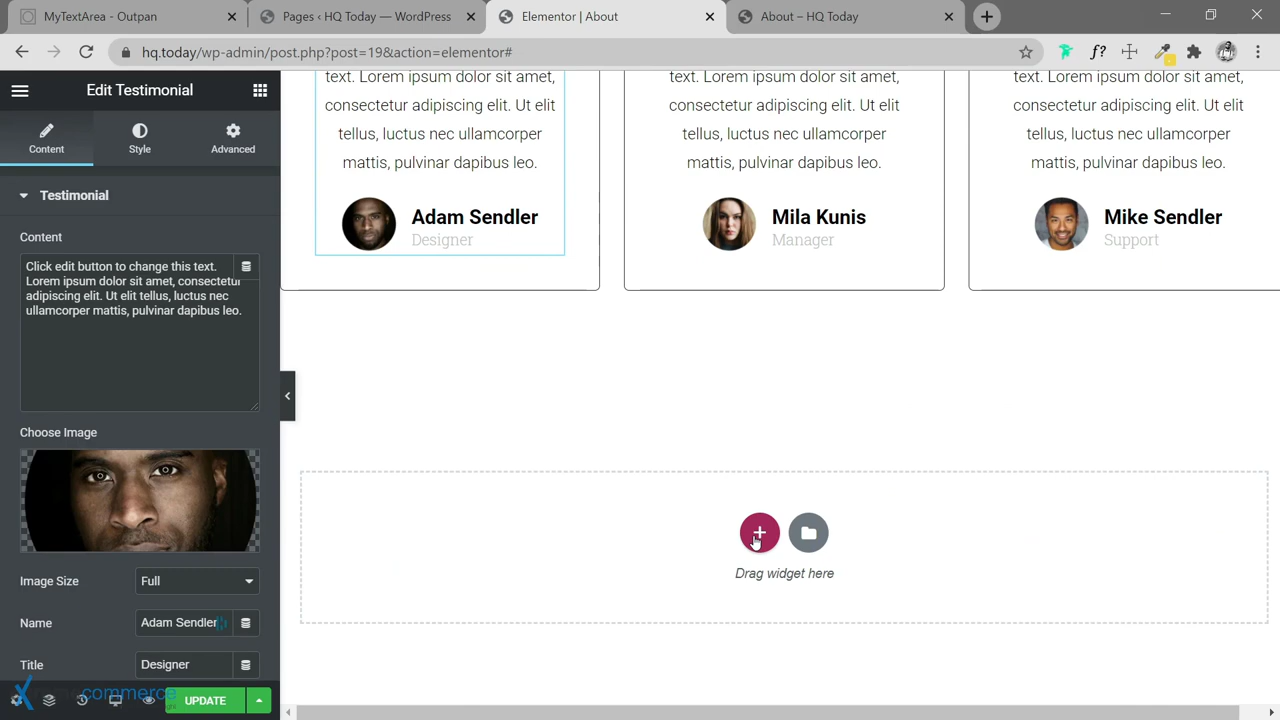 MyTextArea - Outpan
Pages ‹ HQ Today — WordPress
Elementor | About
About – HQ Today
hq.today/wp-admin/post.php?post=19&action=elementor#
f?
Edit Testimonial
Content
Style
Advanced
Testimonial
Content
Click edit button to change this text.
Lorem ipsum dolor sit amet, consectetur
adipiscing elit. Ut elit tellus, luctus nec
ullamcorper mattis, pulvinar dapibus leo.
Choose Image
Image Size
Full
Name
Adam Sendler
Title
Designer
commerce
UPDATE
text. Lorem ipsum dolor sit amet,
consectetur adipiscing elit. Ut elit
tellus, luctus nec ullamcorper
mattis, pulvinar dapibus leo.
Adam Sendler
Designer
text. Lorem ipsum dolor sit amet,
consectetur adipiscing elit. Ut elit
tellus, luctus nec ullamcorper
mattis, pulvinar dapibus leo.
Mila Kunis
Manager
text. Lorem ipsum dolor sit amet,
consectetur adipiscing elit. Ut elit
tellus, luctus nec ullamcorper
mattis, pulvinar dapibus leo.
Mike Sendler
Support
Drag widget here